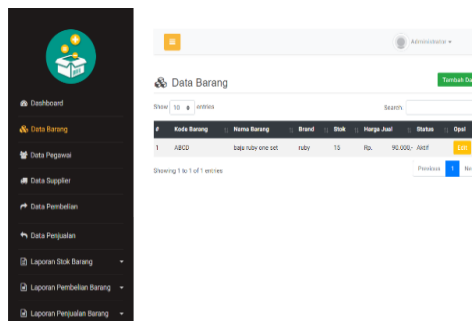 Administrator
Data Barang
Tambah Da
Show 10 entries
Search:
# Kode Barang Nama Barang Brand Stok Harga Jual Status Opsi
1 ABCD baju ruby one set ruby 15 Rp. 90.000,- Aktif Edit
Showing 1 to 1 of 1 entries
Previous 1 Ne
Dashboard
Data Barang
Data Pegawai
Data Supplier
Data Pembelian
Data Penjualan
Laporan Stok Barang
Laporan Pembelian Barang
Laporan Penjualan Barang